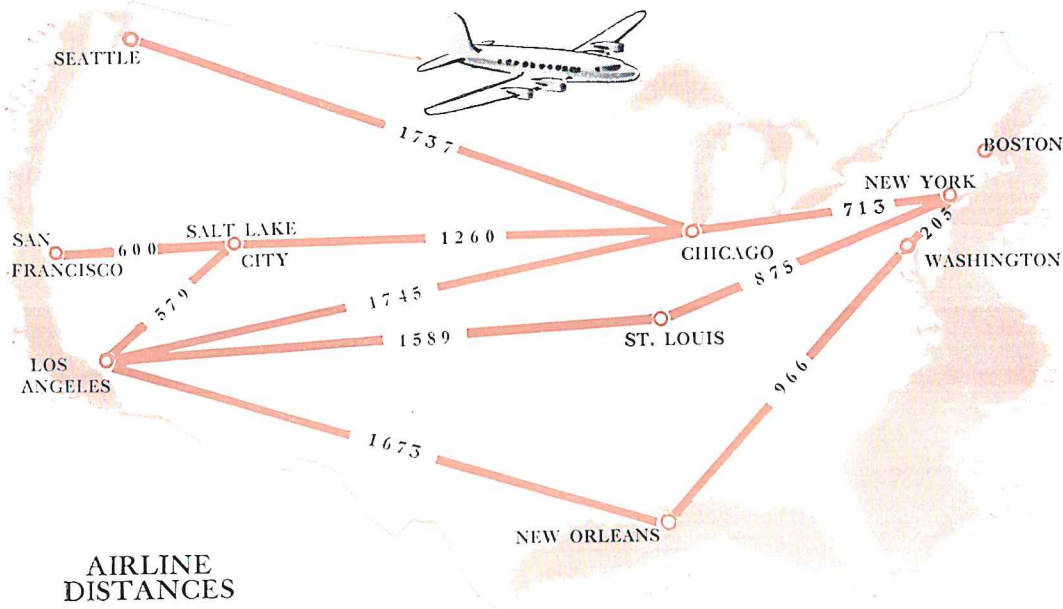 SEATTLE
1737
BOSTON
NEW YORK
713
205
SAN
FRANCISCO
600
SALT LAKE
CITY
1260
CHICAGO
875
WASHINGTON
579
1745
1589
ST. LOUIS
LOS
ANGELES
966
1673
NEW ORLEANS
AIRLINE
DISTANCES